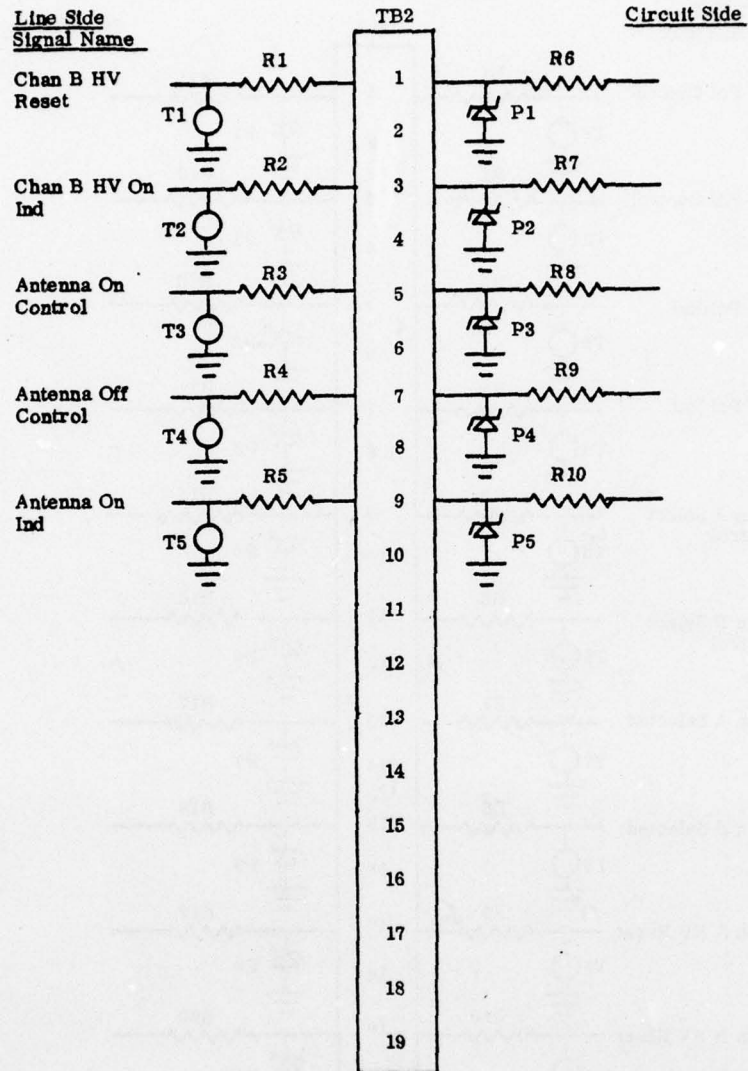 Line Side TB2 Circuit Side
Signal Name
R1 R6
Chan B HV 1
Reset
T1 P1
2
R2 R7
Chan B HV On 3
Ind
T2 P2
4
R3 R8
Antenna On 5
Control
T3 P3
6
R4 R9
Antenna Off 7
Control
T4 P4
8
R5 R10
Antenna On 9
Ind
T5 P5
10
11
12
13
14
15
16
17
18
19